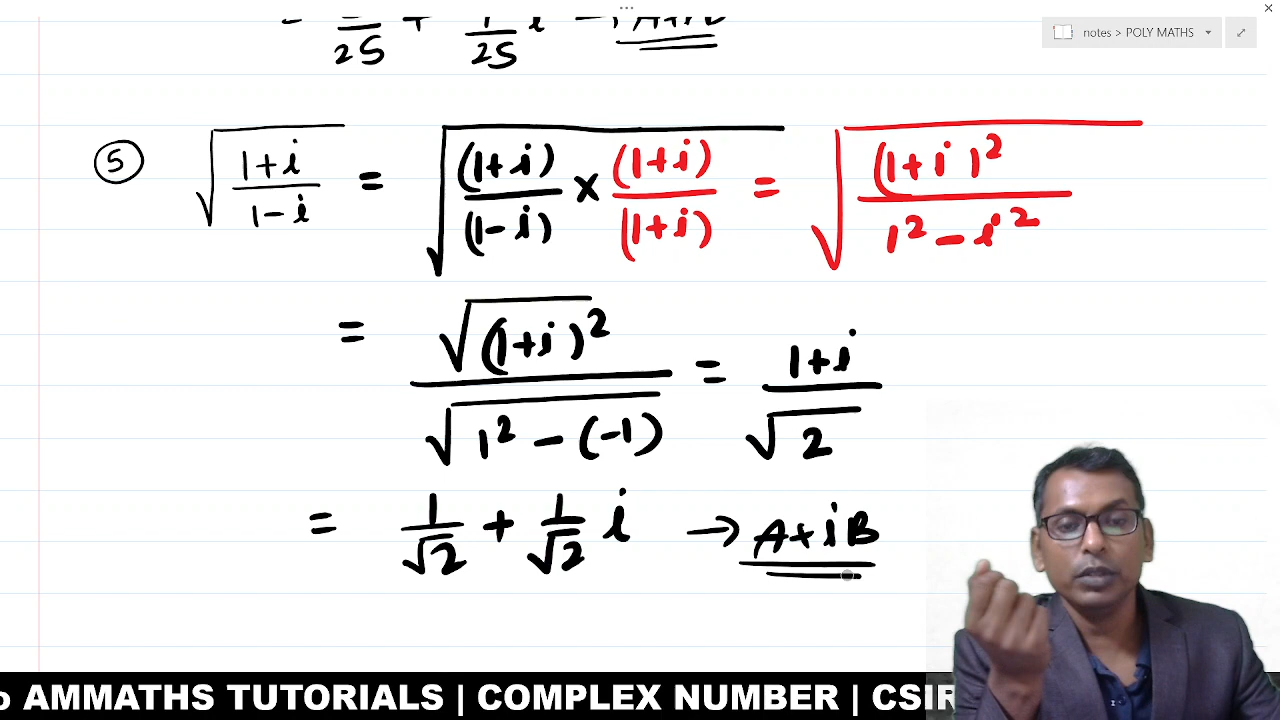 notes > POLY MATHS
25 + 25 i
⑤ √((1+i)/(1-i)) = √((1+i)/(1-i) × (1+i)/(1+i)) = √((1+i)²/(1²-i²))
= √(1+i)²/√(1²-(-1)) = (1+i)/√2
= 1/√2 + 1/√2 i → A+iB
AMMATHS TUTORIALS | COMPLEX NUMBER | CSIR